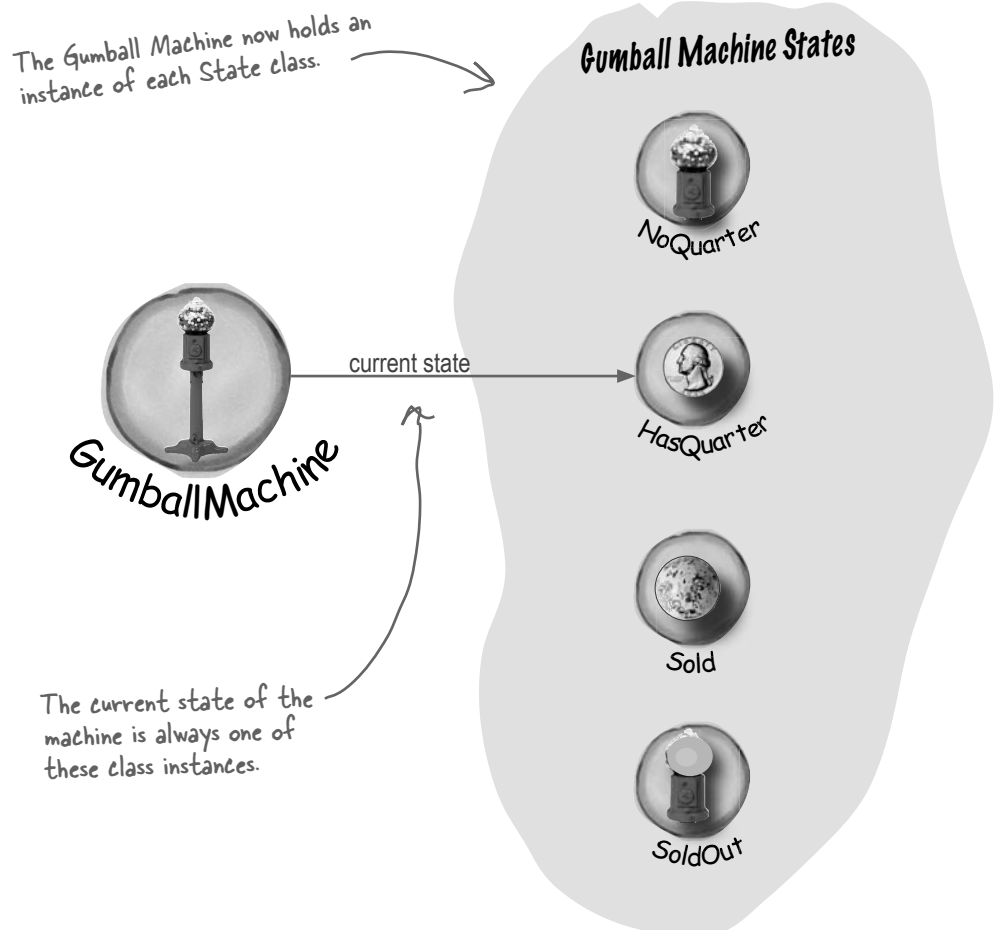 The Gumball Machine now holds an
instance of each State class.
Gumball Machine States
NoQuarter
current state
HasQuarter
GumballMachine
Sold
The current state of the
machine is always one of
these class instances.
SoldOut